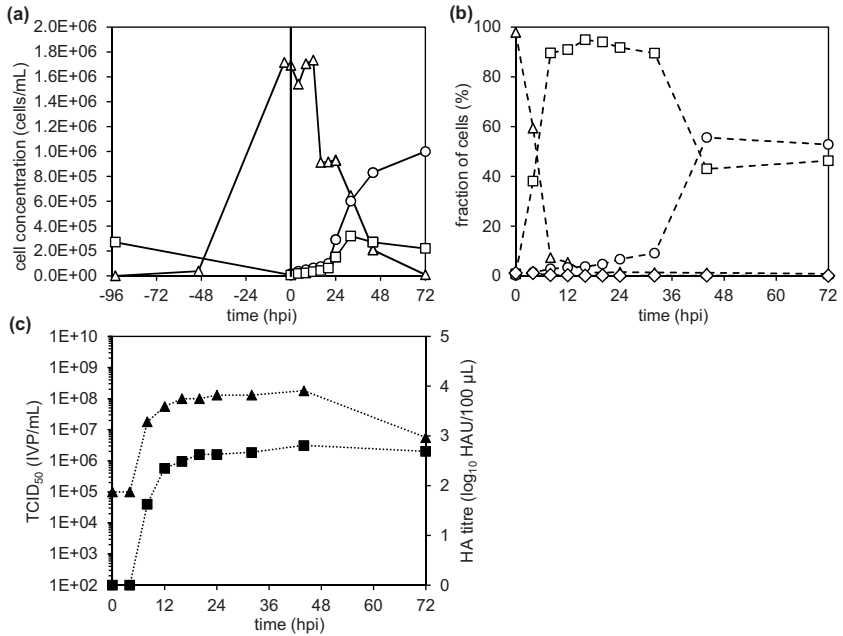 (a)
cell concentration (cells/mL)
2.0E+06
1.8E+06
1.6E+06
1.4E+06
1.2E+06
1.0E+06
8.0E+05
6.0E+05
4.0E+05
2.0E+05
0.0E+00
-96 -72 -48 -24 0 24 48 72
time (hpi)
(b)
fraction of cells (%)
100
80
60
40
20
0
0 12 24 36 48 60 72
time (hpi)
(c)
TCID50 (IVP/mL)
1E+10
1E+09
1E+08
1E+07
1E+06
1E+05
1E+04
1E+03
1E+02
0 12 24 36 48 60 72
time (hpi)
5
4
3
2
1
0
HA titre (log10 HAU/100 µL)